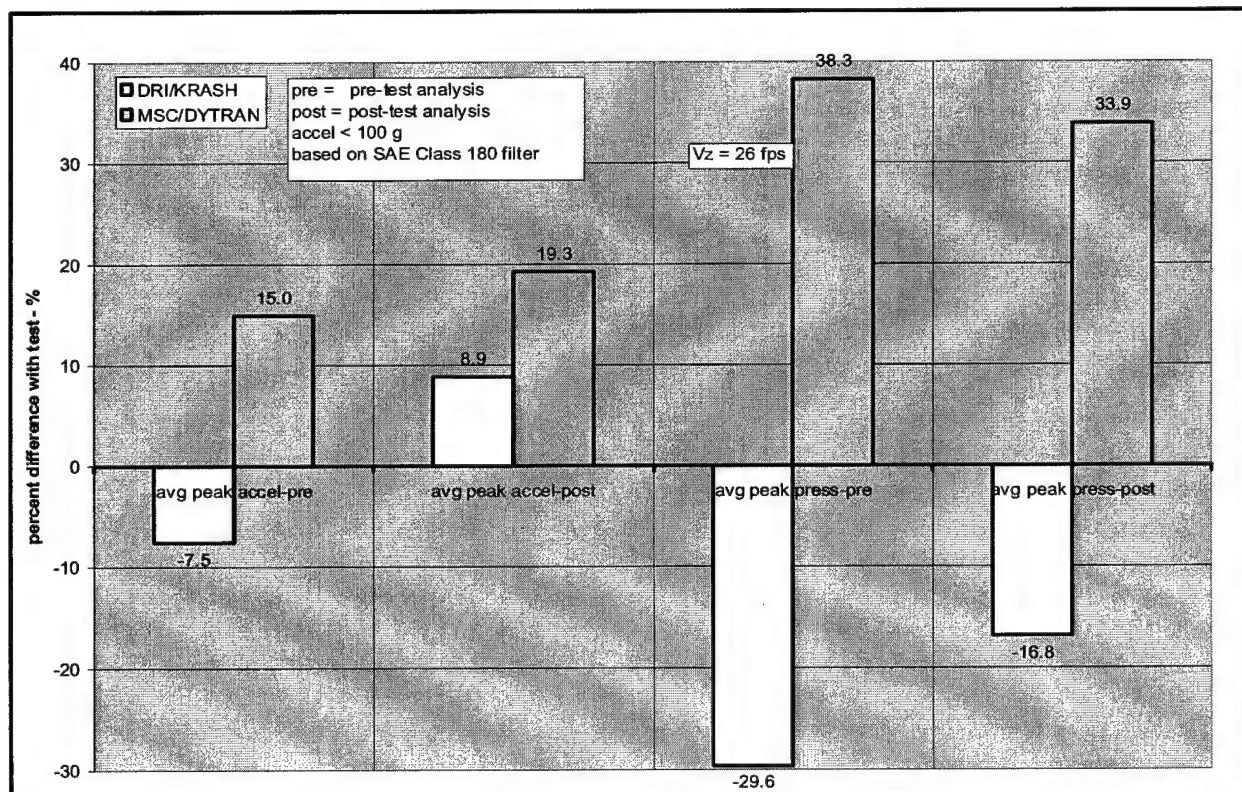 percent difference with test - %
40
30
20
10
0
-10
-20
-30
DRI/KRASH
MSC/DYTRAN
pre = pre-test analysis
post = post-test analysis
accel < 100 g
based on SAE Class 180 filter
Vz = 26 fps
-7.5
15.0
8.9
19.3
-29.6
38.3
-16.8
33.9
avg peak accel-pre
avg peak accel-post
avg peak press-pre
avg peak press-post